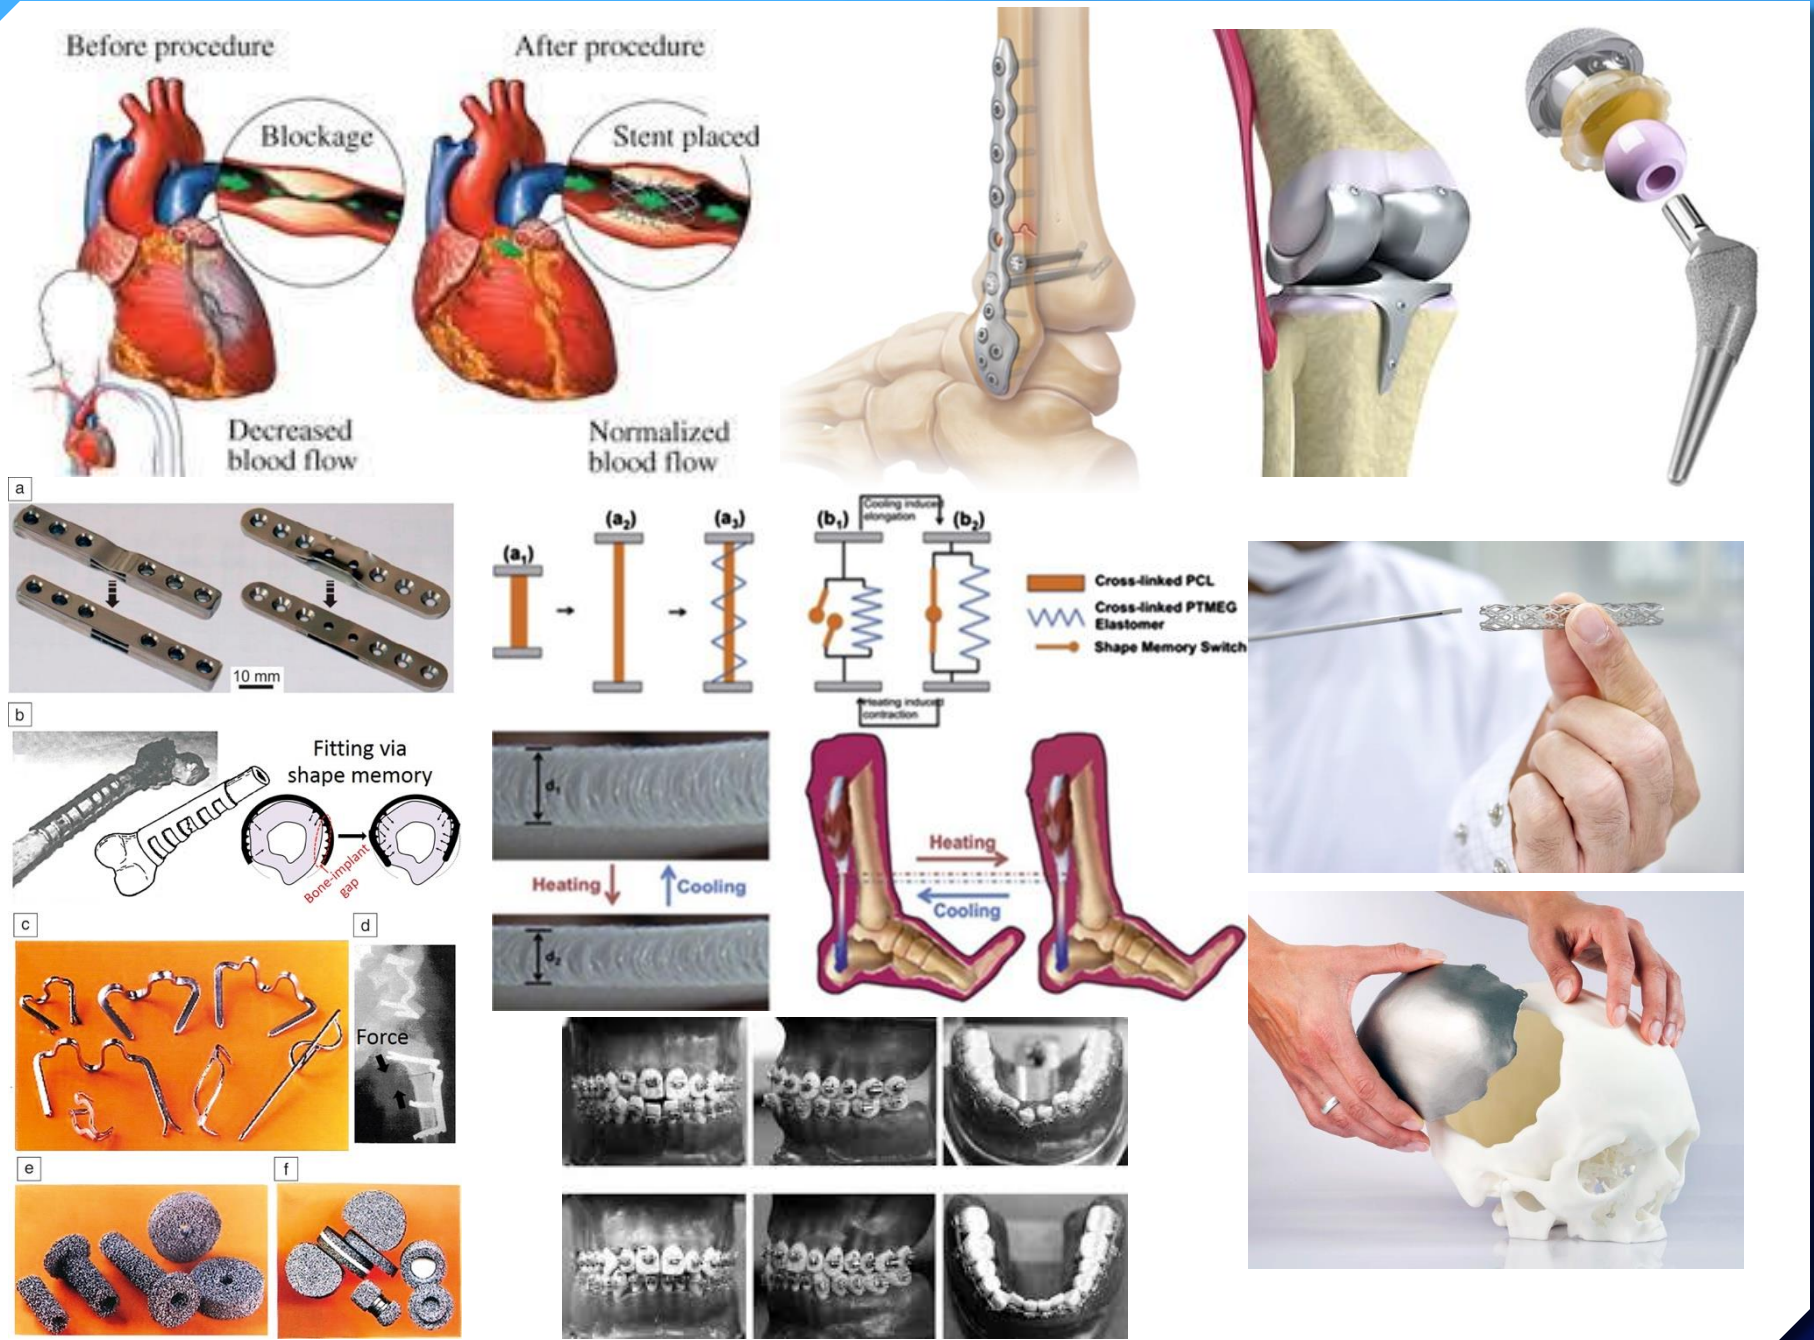 Before procedure
After procedure
Blockage
Stent placed
Decreased
blood flow
Normalized
blood flow
a
10 mm
b
Fitting via
shape memory
Bone-implant
gap
c
d
Force
e
f
(a₁)
(a₂)
(a₃)
(b₁)
Cooling induced
elongation
(b₂)
Heating induced
contraction
Cross-linked PCL
Cross-linked PTMEG
Elastomer
Shape Memory Switch
d₁
Heating
Cooling
d₂
Heating
Cooling